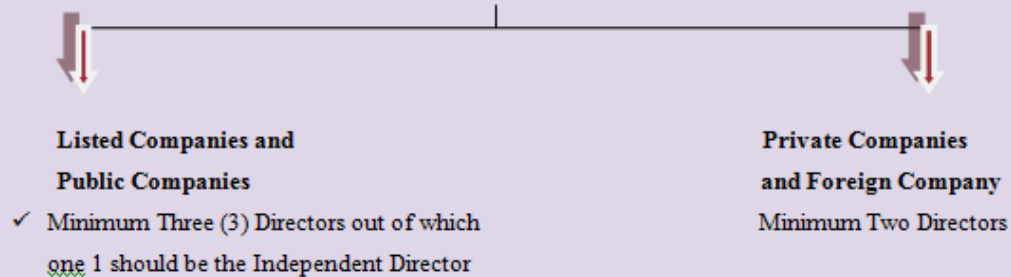 Listed Companies and
Public Companies
✓ Minimum Three (3) Directors out of which
one 1 should be the Independent Director
Private Companies
and Foreign Company
Minimum Two Directors